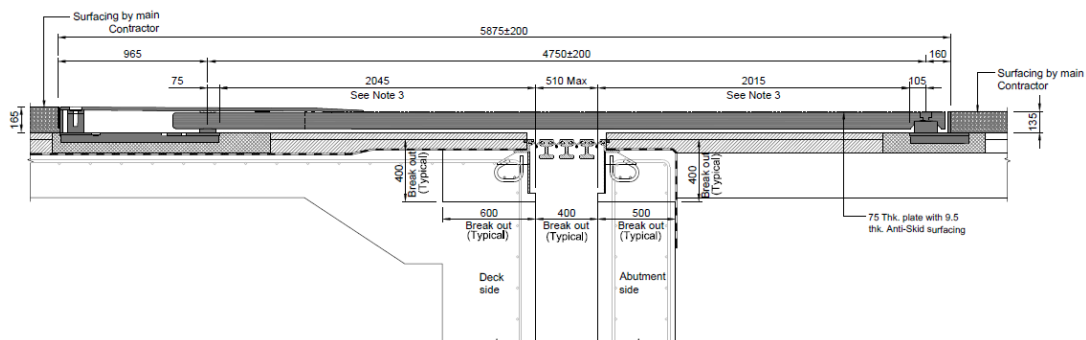 Surfacing by main
Contractor
5875±200
965
4750±200
160
75
2045
510 Max
2015
105
See Note 3
See Note 3
Surfacing by main
Contractor
165
135
400
Break out
(Typical)
400
Break out
(Typical)
600
400
500
Break out
(Typical)
Break out
(Typical)
Break out
(Typical)
75 Thk. plate with 9.5
thk. Anti-Skid surfacing
Deck
side
Abutment
side